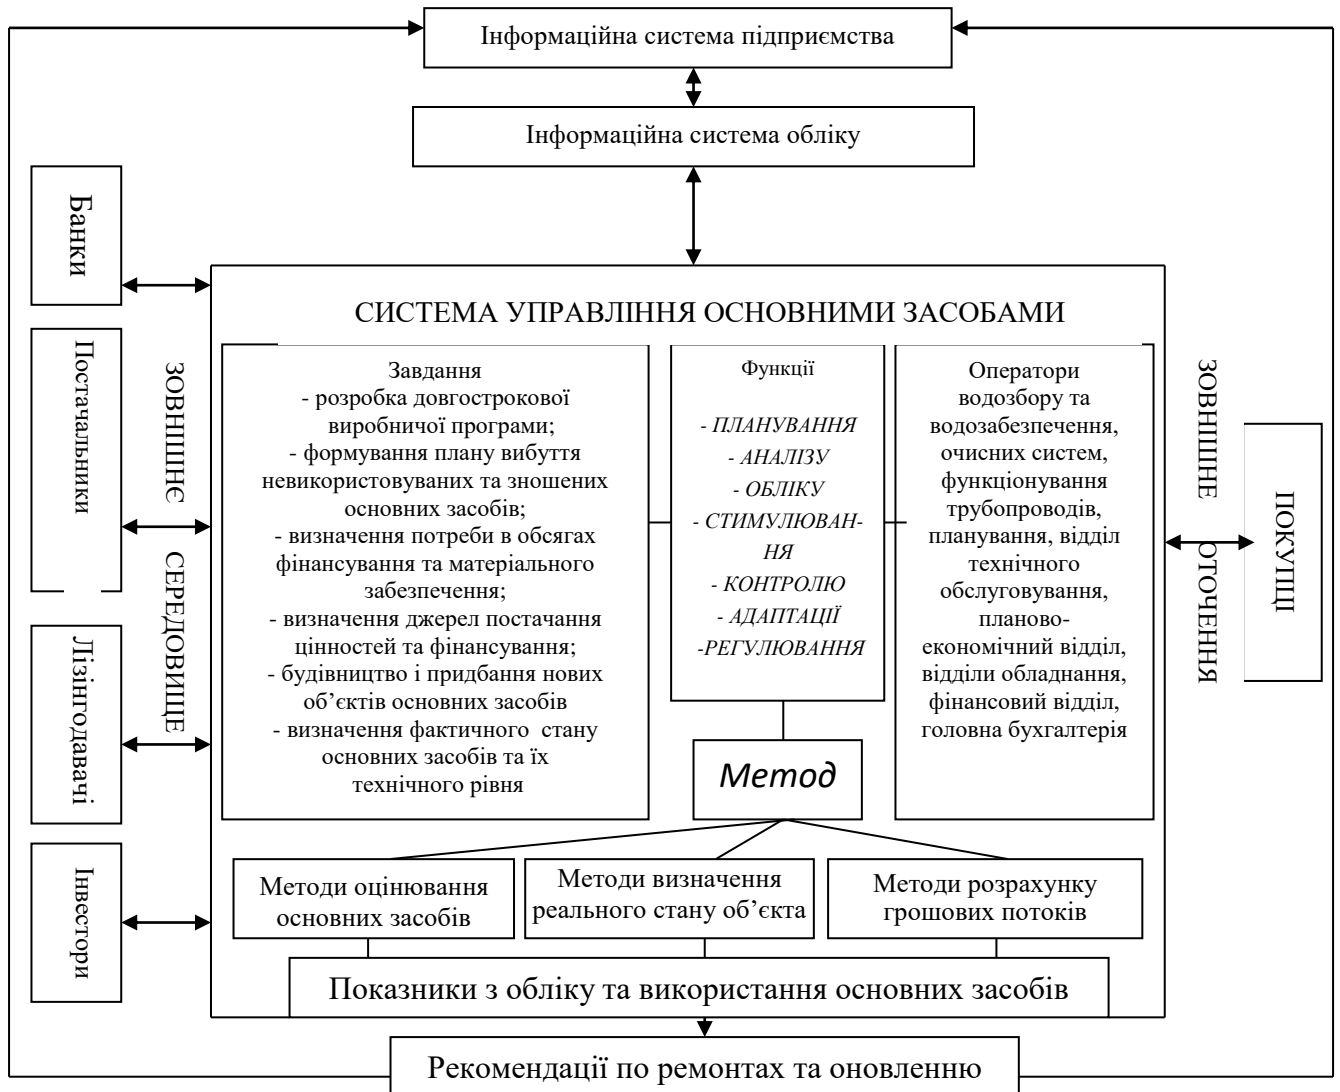 Інформаційна система підприємства
Інформаційна система обліку
Банки
Постачальники
Лізінгодавачі
Інвестори
ЗОВНІШНЄ СЕРЕДОВИЩЕ
СИСТЕМА УПРАВЛІННЯ ОСНОВНИМИ ЗАСОБАМИ
Завдання
- розробка довгострокової
виробничої програми;
- формування плану вибуття
невикористовуваних та зношених
основних засобів;
- визначення потреби в обсягах
фінансування та матеріального
забезпечення;
- визначення джерел постачання
цінностей та фінансування;
- будівництво і придбання нових
об’єктів основних засобів
- визначення фактичного стану
основних засобів та їх
технічного рівня
Функції
- ПЛАНУВАННЯ
- АНАЛІЗУ
- ОБЛІКУ
- СТИМУЛЮВАН-
НЯ
- КОНТРОЛЮ
- АДАПТАЦІЇ
-РЕГУЛЮВАННЯ
Оператори
водозбору та
водозабезпечення,
очисних систем,
функціонування
трубопроводів,
планування, відділ
технічного
обслуговування,
планово-
економічний відділ,
відділи обладнання,
фінансовий відділ,
головна бухгалтерія
ЗОВНІШНЕ ОТОЧЕННЯ
ПОКУПЦІ
Метод
Методи оцінювання
основних засобів
Методи визначення
реального стану об’єкта
Методи розрахунку
грошових потоків
Показники з обліку та використання основних засобів
Рекомендації по ремонтах та оновленню